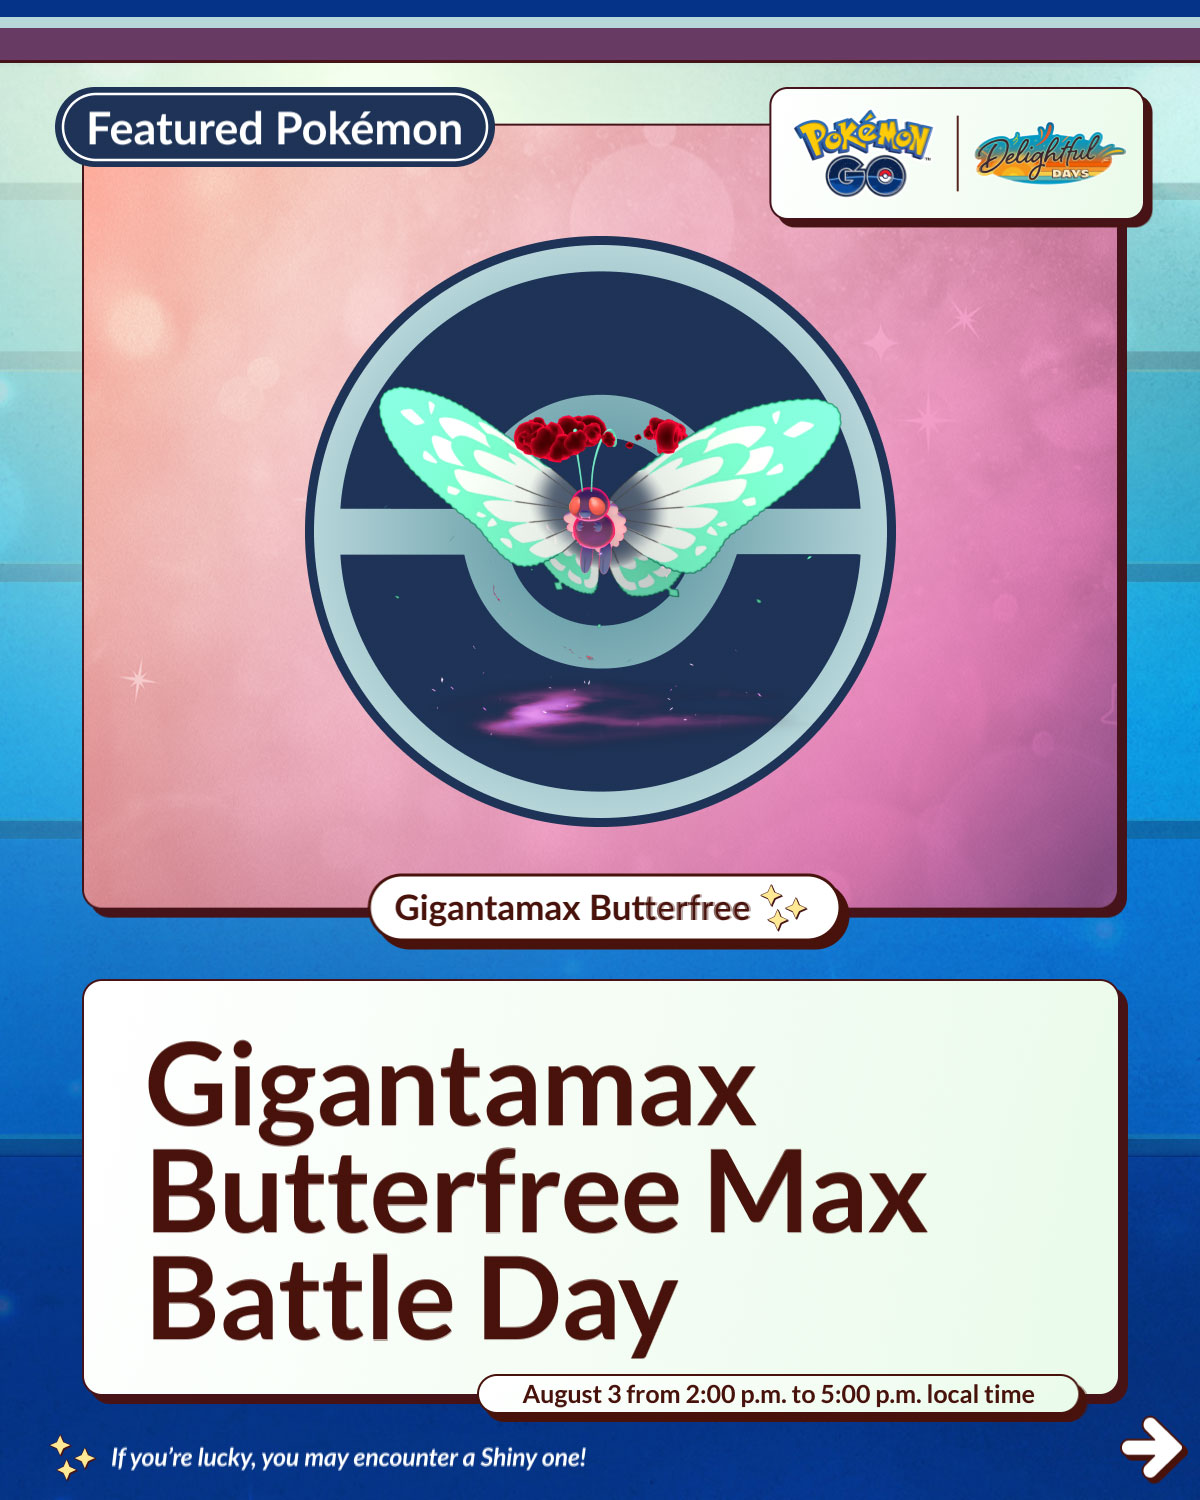 Featured Pokémon
POKéMON
GO
Delightful
DAYS
Gigantamax Butterfree
Gigantamax
Butterfree Max
Battle Day
August 3 from 2:00 p.m. to 5:00 p.m. local time
If you’re lucky, you may encounter a Shiny one!